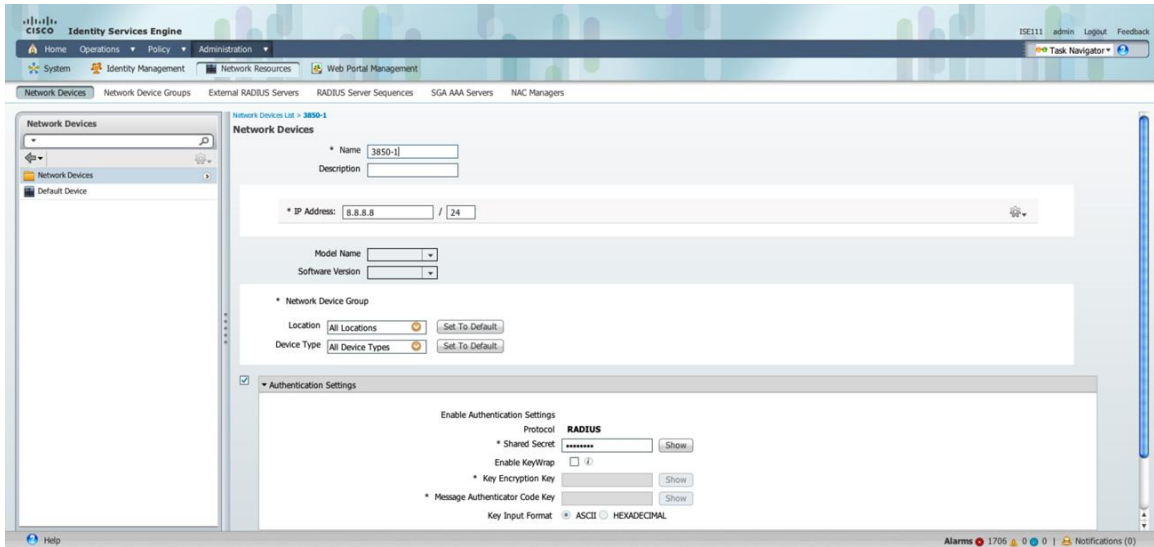 CISCO Identity Services Engine
ISE111 admin Logout Feedback
Home Operations Policy Administration
Task Navigator
System Identity Management Network Resources Web Portal Management
Network Devices Network Device Groups External RADIUS Servers RADIUS Server Sequences SGA AAA Servers NAC Managers
Network Devices
Network Devices
Default Device
Network Devices List > 3850-1
Network Devices
* Name 3850-1
Description
* IP Address: 8.8.8.8 / 24
Model Name
Software Version
* Network Device Group
Location All Locations Set To Default
Device Type All Device Types Set To Default
Authentication Settings
Enable Authentication Settings
Protocol RADIUS
* Shared Secret •••••••• Show
Enable KeyWrap
* Key Encryption Key Show
* Message Authenticator Code Key Show
Key Input Format ASCII HEXADECIMAL
Help
Alarms 1706 0 0 | Notifications (0)